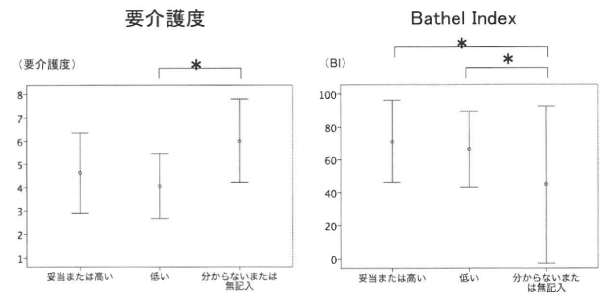 要介護度
(要介護度)
*
8
7
6
5
4
3
2
1
妥当または高い
低い
分からないまたは
無記入
Bathel Index
(BI)
*
*
100
80
60
40
20
0
妥当または高い
低い
分からないまた
は無記入